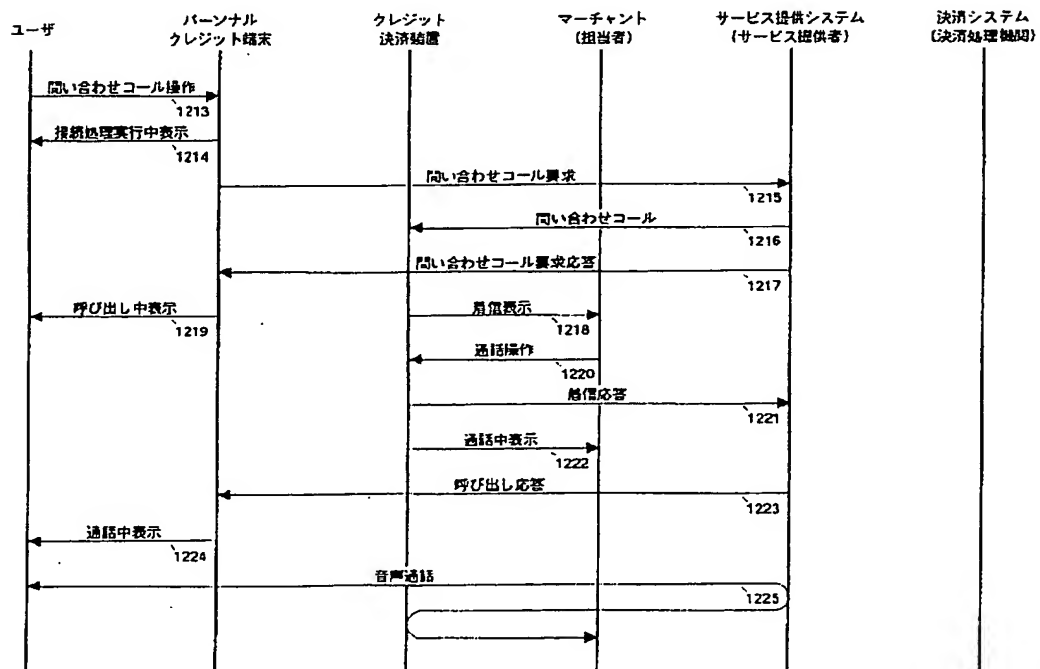 ユーザ
パーソナル
クレジット端末
クレジット
決済装置
マーチャント
(担当者)
サービス提供システム
(サービス提供者)
決済システム
(決済処理機関)
問い合わせコール操作
1213
接続処理実行中表示
1214
問い合わせコール要求
1215
問い合わせコール
1216
問い合わせコール要求応答
1217
呼び出し中表示
1219
着信表示
1218
通話操作
1220
着信応答
1221
通話中表示
1222
呼び出し応答
1223
通話中表示
1224
音声通話
1225